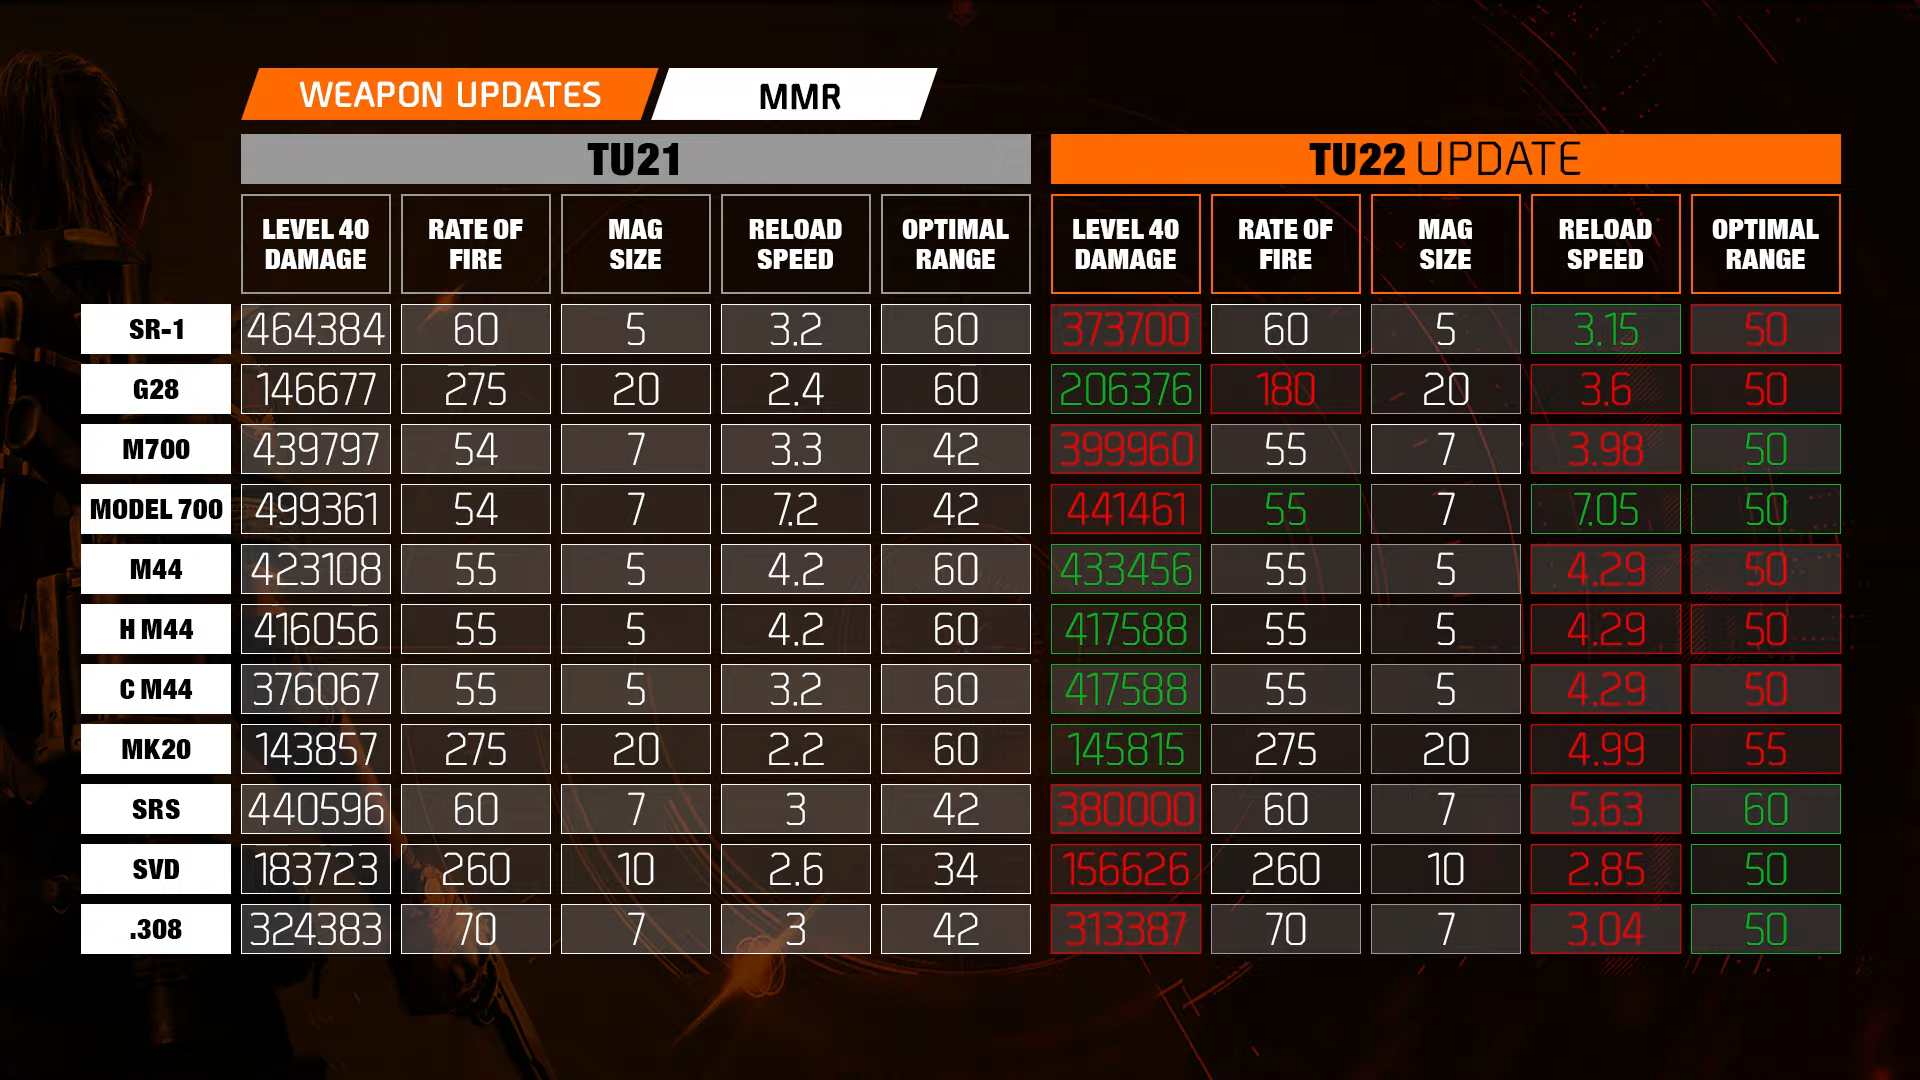 WEAPON UPDATES MMR
TU21 TU22 UPDATE
LEVEL 40 DAMAGE RATE OF FIRE MAG SIZE RELOAD SPEED OPTIMAL RANGE LEVEL 40 DAMAGE RATE OF FIRE MAG SIZE RELOAD SPEED OPTIMAL RANGE
SR-1 464384 60 5 3.2 60 373700 60 5 3.15 50
G28 146677 275 20 2.4 60 206376 180 20 3.6 50
M700 439797 54 7 3.3 42 399960 55 7 3.98 50
MODEL 700 499361 54 7 7.2 42 441461 55 7 7.05 50
M44 423108 55 5 4.2 60 433456 55 5 4.29 50
H M44 416056 55 5 4.2 60 417588 55 5 4.29 50
C M44 376067 55 5 3.2 60 417588 55 5 4.29 50
MK20 143857 275 20 2.2 60 145815 275 20 4.99 55
SRS 440596 60 7 3 42 380000 60 7 5.63 60
SVD 183723 260 10 2.6 34 156626 260 10 2.85 50
.308 324383 70 7 3 42 313387 70 7 3.04 50